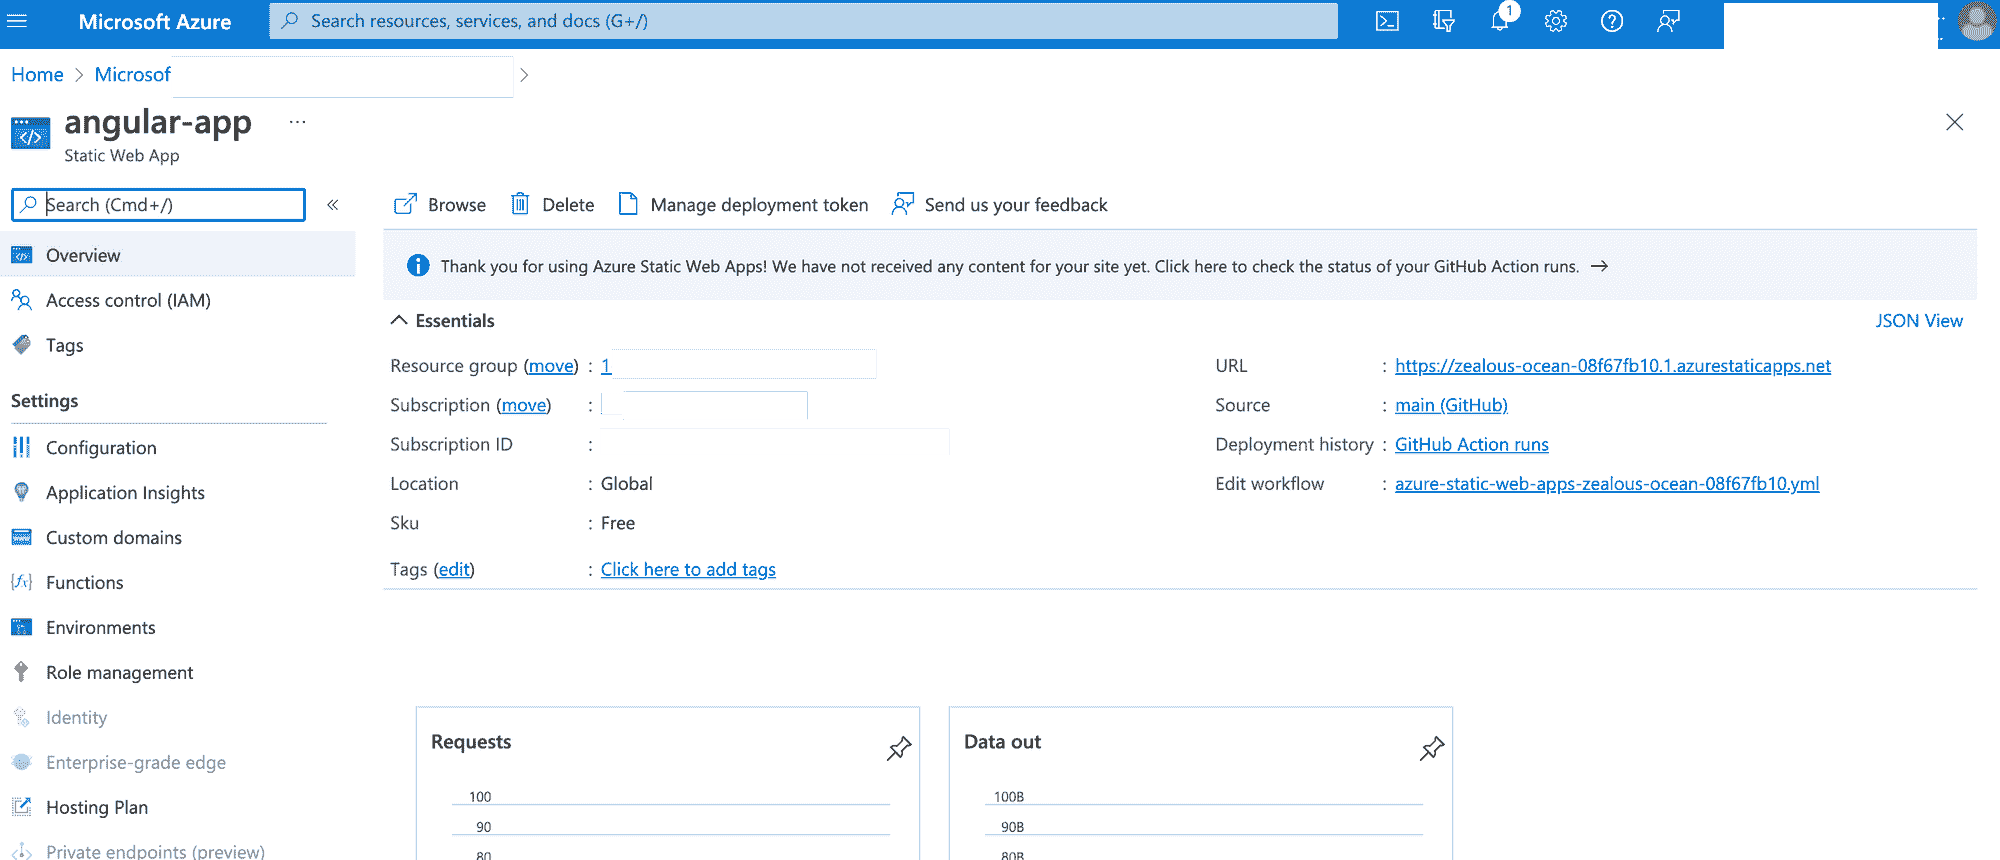 Microsoft Azure
Search resources, services, and docs (G+/)
1
Home > Microsof >
angular-app ...
Static Web App
Search (Cmd+/) «
Browse Delete Manage deployment token Send us your feedback
Overview
Access control (IAM)
Tags
Settings
Configuration
Application Insights
Custom domains
Functions
Environments
Role management
Identity
Enterprise-grade edge
Hosting Plan
Private endpoints (preview)
Thank you for using Azure Static Web Apps! We have not received any content for your site yet. Click here to check the status of your GitHub Action runs. →
Essentials
JSON View
Resource group (move) : 1
Subscription (move) :
Subscription ID :
Location : Global
Sku : Free
Tags (edit) : Click here to add tags
URL : https://zealous-ocean-08f67fb10.1.azurestaticapps.net
Source : main (GitHub)
Deployment history : GitHub Action runs
Edit workflow : azure-static-web-apps-zealous-ocean-08f67fb10.yml
Requests
100
90
80
Data out
100B
90B
80B